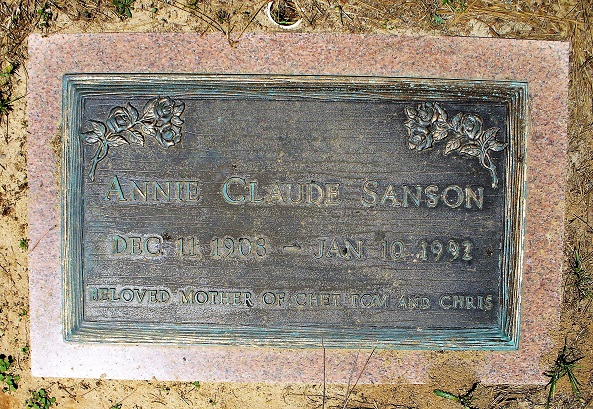 ANNIE CLAUDE SANSON
DEC 11 1908 – JAN 10 1992
BELOVED MOTHER OF CHET TOM AND CHRIS